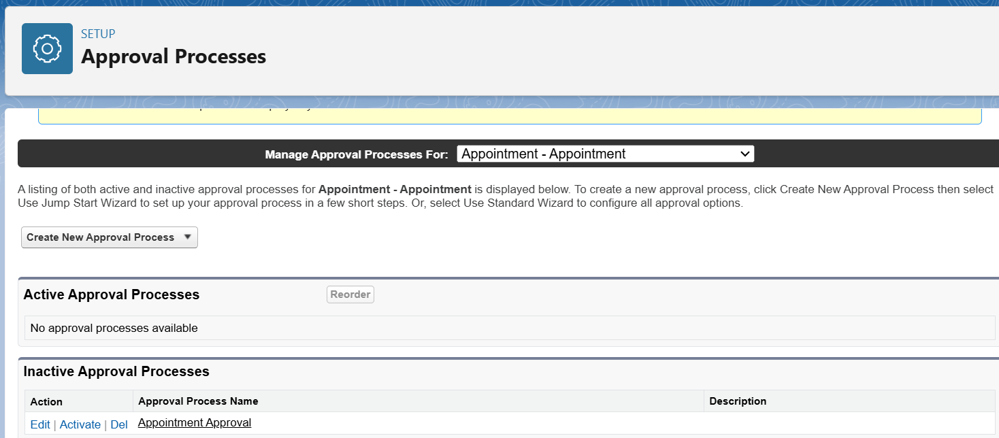 SETUP
Approval Processes
Manage Approval Processes For: Appointment - Appointment
A listing of both active and inactive approval processes for Appointment - Appointment is displayed below. To create a new approval process, click Create New Approval Process then select
Use Jump Start Wizard to set up your approval process in a few short steps. Or, select Use Standard Wizard to configure all approval options.
Create New Approval Process
Active Approval Processes Reorder
No approval processes available
Inactive Approval Processes
Action Approval Process Name Description
Edit | Activate | Del Appointment Approval